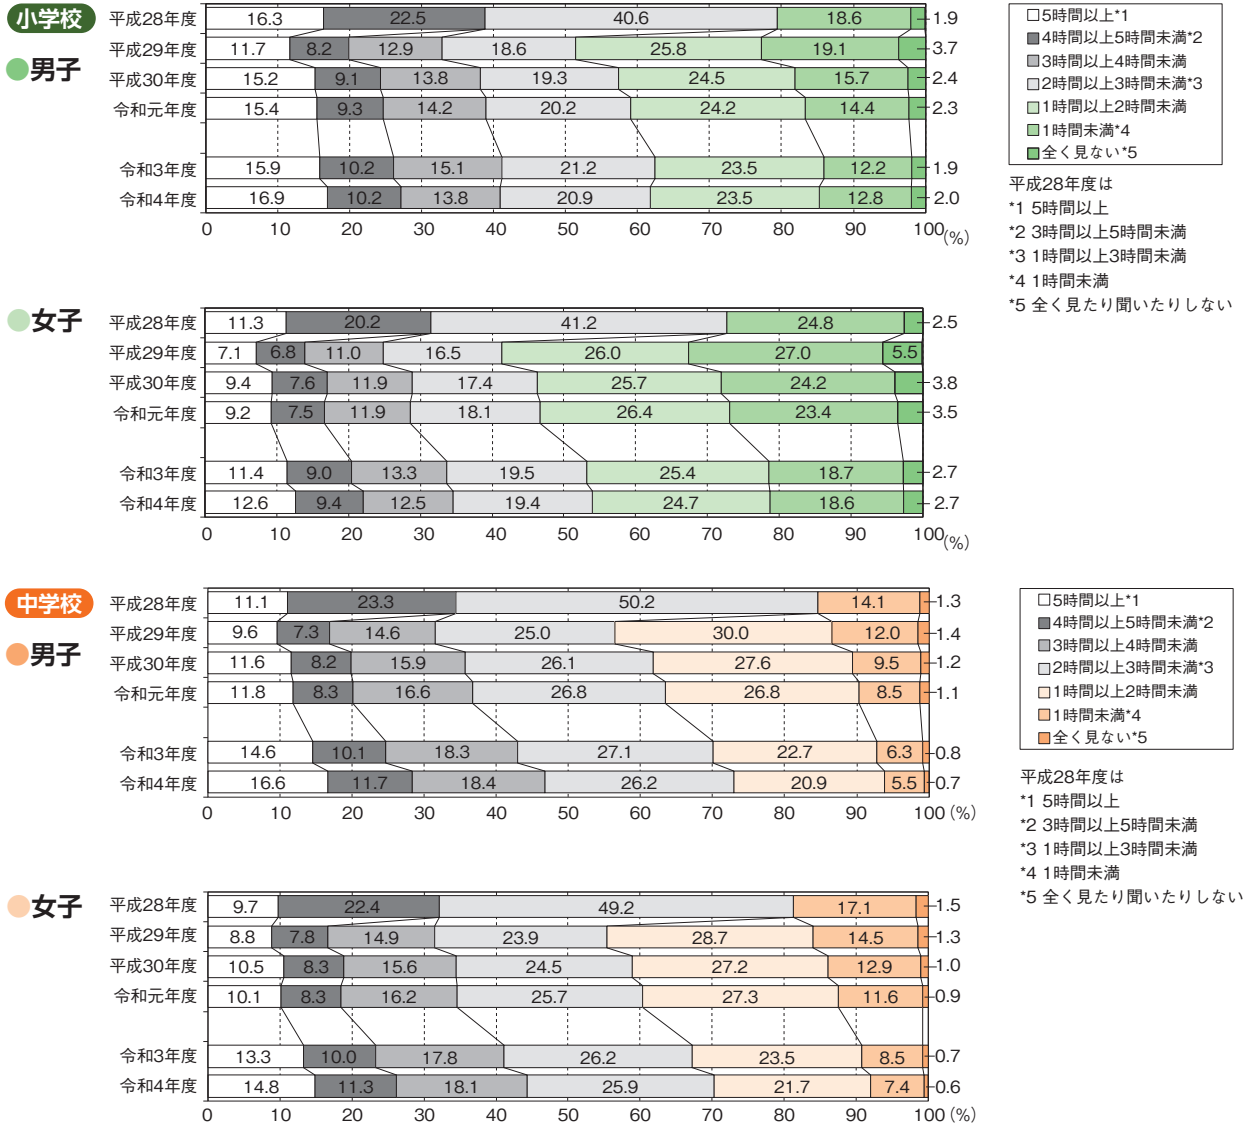 小学校
男子
平成28年度 16.3 22.5 40.6 18.6 1.9
平成29年度 11.7 8.2 12.9 18.6 25.8 19.1 3.7
平成30年度 15.2 9.1 13.8 19.3 24.5 15.7 2.4
令和元年度 15.4 9.3 14.2 20.2 24.2 14.4 2.3
令和3年度 15.9 10.2 15.1 21.2 23.5 12.2 1.9
令和4年度 16.9 10.2 13.8 20.9 23.5 12.8 2.0
0 10 20 30 40 50 60 70 80 90 100 (%)
5時間以上*1
4時間以上5時間未満*2
3時間以上4時間未満
2時間以上3時間未満*3
1時間以上2時間未満
1時間未満*4
全く見ない*5
平成28年度は
*1 5時間以上
*2 3時間以上5時間未満
*3 1時間以上3時間未満
*4 1時間未満
*5 全く見たり聞いたりしない
女子
平成28年度 11.3 20.2 41.2 24.8 2.5
平成29年度 7.1 6.8 11.0 16.5 26.0 27.0 5.5
平成30年度 9.4 7.6 11.9 17.4 25.7 24.2 3.8
令和元年度 9.2 7.5 11.9 18.1 26.4 23.4 3.5
令和3年度 11.4 9.0 13.3 19.5 25.4 18.7 2.7
令和4年度 12.6 9.4 12.5 19.4 24.7 18.6 2.7
0 10 20 30 40 50 60 70 80 90 100 (%)
中学校
男子
平成28年度 11.1 23.3 50.2 14.1 1.3
平成29年度 9.6 7.3 14.6 25.0 30.0 12.0 1.4
平成30年度 11.6 8.2 15.9 26.1 27.6 9.5 1.2
令和元年度 11.8 8.3 16.6 26.8 26.8 8.5 1.1
令和3年度 14.6 10.1 18.3 27.1 22.7 6.3 0.8
令和4年度 16.6 11.7 18.4 26.2 20.9 5.5 0.7
0 10 20 30 40 50 60 70 80 90 100 (%)
5時間以上*1
4時間以上5時間未満*2
3時間以上4時間未満
2時間以上3時間未満*3
1時間以上2時間未満
1時間未満*4
全く見ない*5
平成28年度は
*1 5時間以上
*2 3時間以上5時間未満
*3 1時間以上3時間未満
*4 1時間未満
*5 全く見たり聞いたりしない
女子
平成28年度 9.7 22.4 49.2 17.1 1.5
平成29年度 8.8 7.8 14.9 23.9 28.7 14.5 1.3
平成30年度 10.5 8.3 15.6 24.5 27.2 12.9 1.0
令和元年度 10.1 8.3 16.2 25.7 27.3 11.6 0.9
令和3年度 13.3 10.0 17.8 26.2 23.5 8.5 0.7
令和4年度 14.8 11.3 18.1 25.9 21.7 7.4 0.6
0 10 20 30 40 50 60 70 80 90 100 (%)